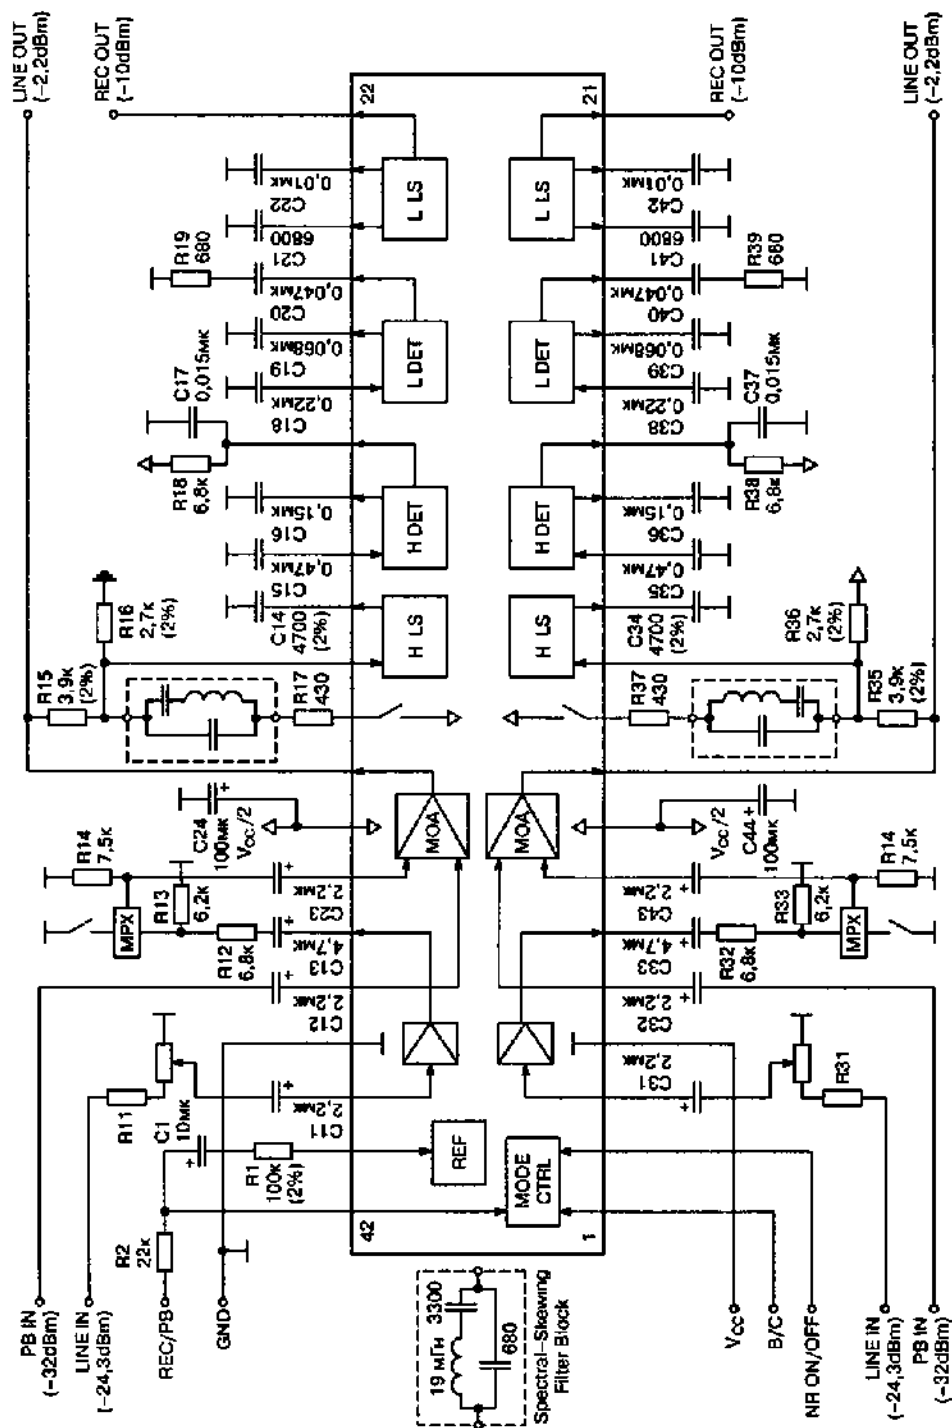 LINE OUT
(−2,2dBm)
REC OUT
(−10dBm)
22
21
REC OUT
(−10dBm)
LINE OUT
(−2,2dBm)
R19
680
C17
0,015мк
R18
6,8к
R16
2,7к
(2%)
R15
3,9к
(2%)
R17
430
C22
0,01мк
C21
6800
C20
0,047мк
C19
0,068мк
C18
0,22мк
C16
0,15мк
C15
0,47мк
C14
4700
(2%)
L LS
L DET
H DET
H LS
L LS
L DET
H DET
H LS
C42
0,01мк
C41
6800
C40
0,047мк
C39
0,068мк
C38
0,22мк
C36
0,15мк
C35
0,47мк
C34
4700
(2%)
R39
680
C37
0,015мк
R38
6,8к
R36
2,7к
(2%)
R35
3,9к
(2%)
R37
430
C24
100мк
VCC/2
MOA
MOA
VCC/2
C44
100мк
R14
7,5к
MPX
R13
6,2к
R12
6,8к
C23
2,2мк
C13
4,7мк
C12
2,2мк
C43
2,2мк
C33
4,7мк
C32
2,2мк
R33
6,2к
R32
6,8к
MPX
R14
7,5к
R11
C1
10мк
R1
100к
(2%)
C11
2,2мк
R2
22к
REF
MODE
CTRL
C31
2,2мк
R31
42
1
PB IN
(−32dBm)
LINE IN
(−24,3dBm)
REC/PB
GND
19 мГн
3300
680
Spectral–Skewing
Filter Block
VCC
B/C
NR ON/OFF
LINE IN
(−24,3dBm)
PB IN
(−32dBm)